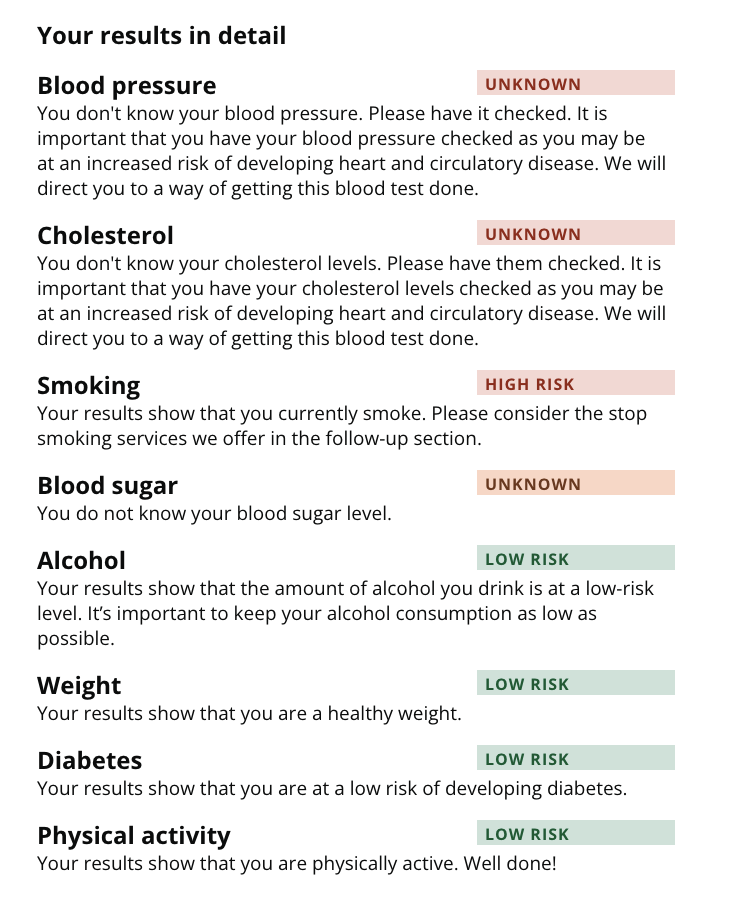 Your results in detail
Blood pressure UNKNOWN
You don't know your blood pressure. Please have it checked. It is
important that you have your blood pressure checked as you may be
at an increased risk of developing heart and circulatory disease. We will
direct you to a way of getting this blood test done.
Cholesterol UNKNOWN
You don't know your cholesterol levels. Please have them checked. It is
important that you have your cholesterol levels checked as you may be
at an increased risk of developing heart and circulatory disease. We will
direct you to a way of getting this blood test done.
Smoking HIGH RISK
Your results show that you currently smoke. Please consider the stop
smoking services we offer in the follow-up section.
Blood sugar UNKNOWN
You do not know your blood sugar level.
Alcohol LOW RISK
Your results show that the amount of alcohol you drink is at a low-risk
level. It’s important to keep your alcohol consumption as low as
possible.
Weight LOW RISK
Your results show that you are a healthy weight.
Diabetes LOW RISK
Your results show that you are at a low risk of developing diabetes.
Physical activity LOW RISK
Your results show that you are physically active. Well done!